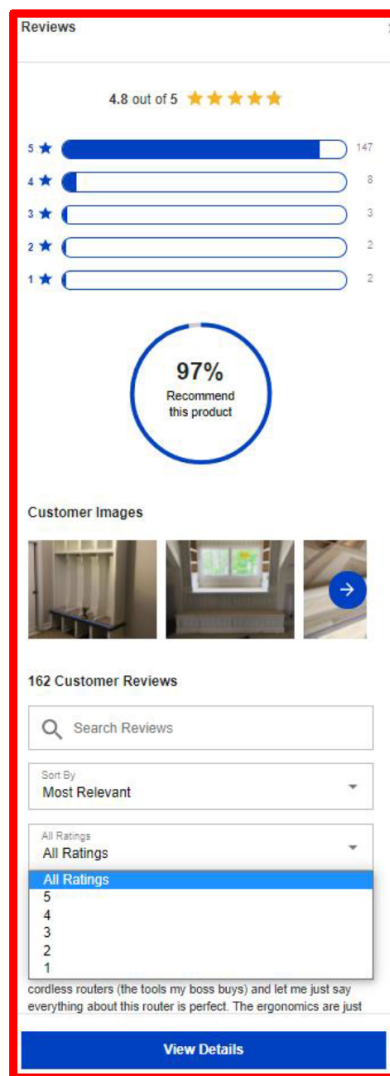 Reviews
4.8 out of 5
5 147
4 8
3 3
2 2
1 2
97%
Recommend
this product
Customer Images
162 Customer Reviews
Search Reviews
Sort By
Most Relevant
All Ratings
All Ratings
All Ratings
5
4
3
2
1
cordless routers (the tools my boss buys) and let me just say
everything about this router is perfect. The ergonomics are just
View Details